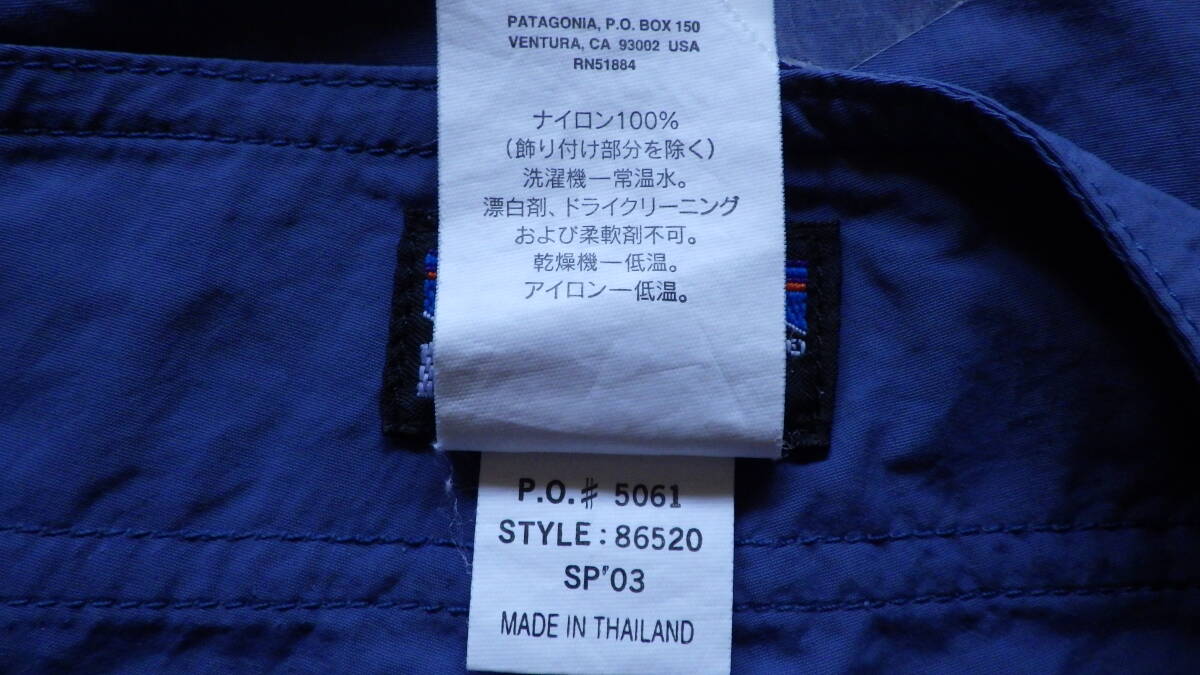 PATAGONIA, P.O. BOX 150
VENTURA, CA 93002 USA
RN51884
ナイロン100%
(飾り付け部分を除く)
洗濯機ー常温水。
漂白剤、ドライクリーニング
および柔軟剤不可。
乾燥機ー低温。
アイロンー低温。
P.O.# 5061
STYLE: 86520
SP'03
MADE IN THAILAND